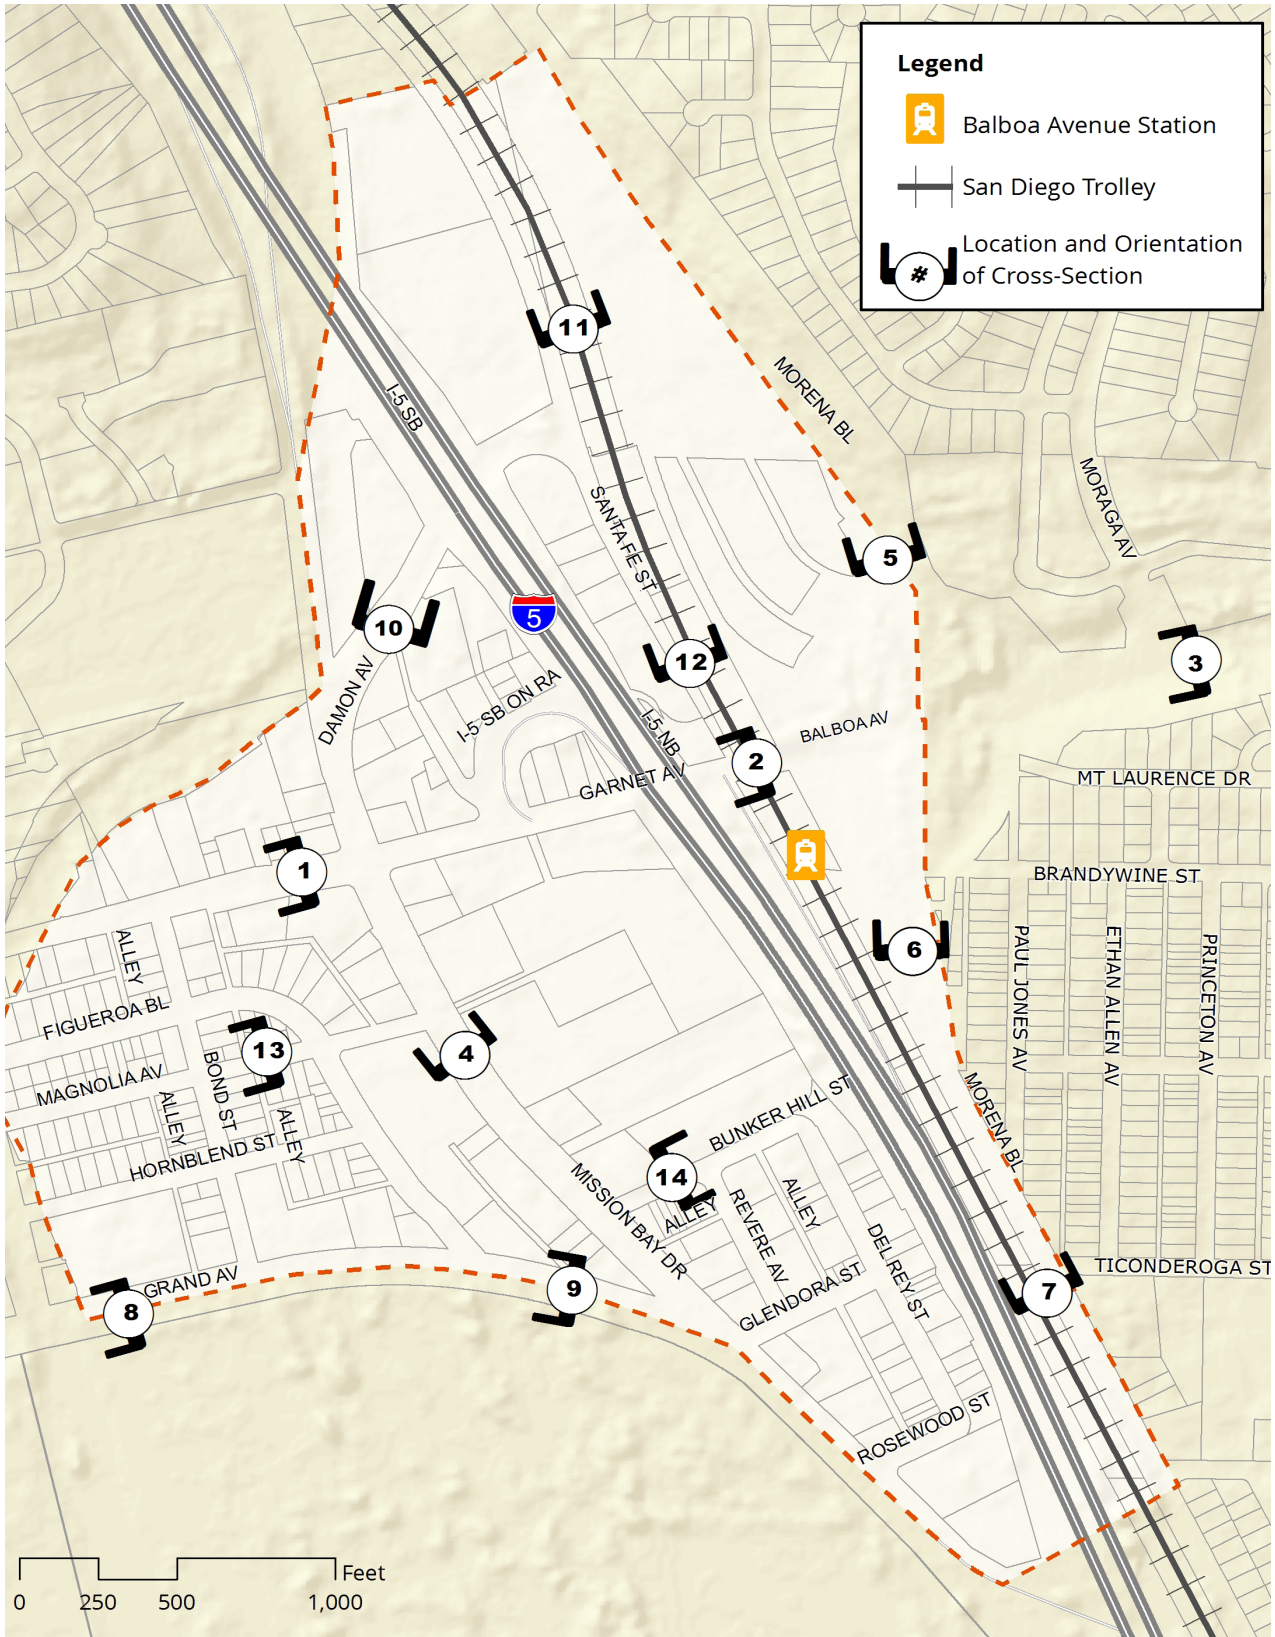 Legend
Balboa Avenue Station
San Diego Trolley
#
Location and Orientation
of Cross-Section
11
I-5 SB
MORENA BL
SANTA FE ST
MORAGA AV
5
5
10
12
3
DAMON AV
I-5 SB ON RA
I-5 NB
GARNET AV
2
BALBOA AV
MT LAURENCE DR
1
BRANDYWINE ST
6
ALLEY
PAUL JONES AV
ETHAN ALLEN AV
PRINCETON AV
FIGUEROA BL
13
4
MAGNOLIA AV
BOND ST
ALLEY
ALLEY
HORNBLEND ST
BUNKER HILL ST
MORENA BL
14
MISSION BAY DR
ALLEY
REVERE AV
ALLEY
DEL REY ST
GLENDORA ST
TICONDEROGA ST
7
GRAND AV
8
9
ROSEWOOD ST
Feet
0 250 500 1,000